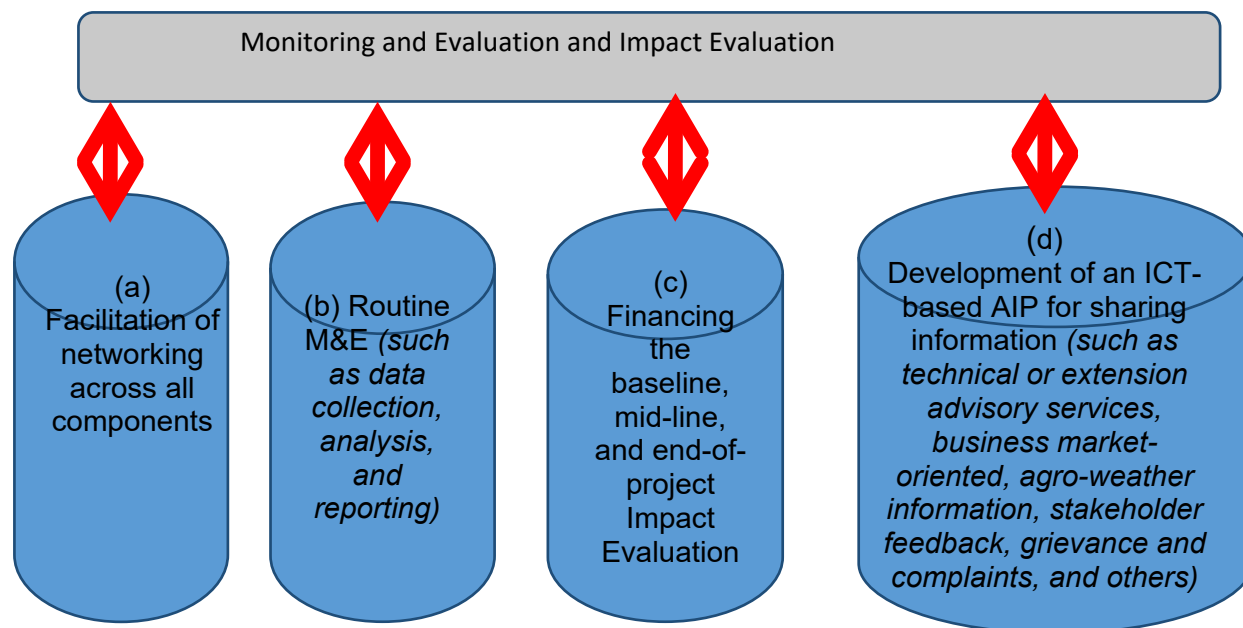 Monitoring and Evaluation and Impact Evaluation
(a)
Facilitation of
networking
across all
components
(b) Routine
M&E (such
as data
collection,
analysis,
and
reporting)
(c)
Financing
the
baseline,
mid-line,
and end-of-
project
Impact
Evaluation
(d)
Development of an ICT-
based AIP for sharing
information (such as
technical or extension
advisory services,
business market-
oriented, agro-weather
information, stakeholder
feedback, grievance and
complaints, and others)